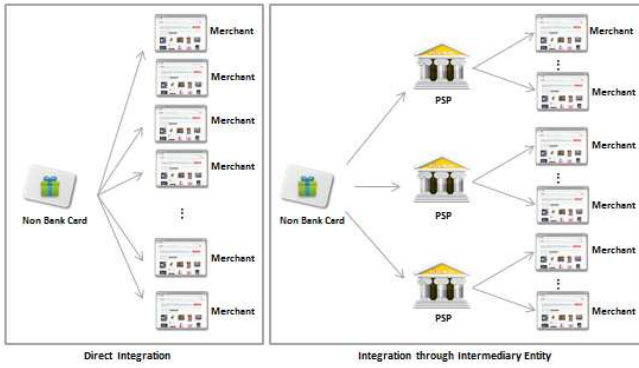 Merchant
Merchant
Merchant
Merchant
Non Bank Card
...
Merchant
Merchant
Direct Integration
Merchant
...
PSP
Merchant
Merchant
...
Non Bank Card
PSP
Merchant
Merchant
...
PSP
Merchant
Integration through Intermediary Entity